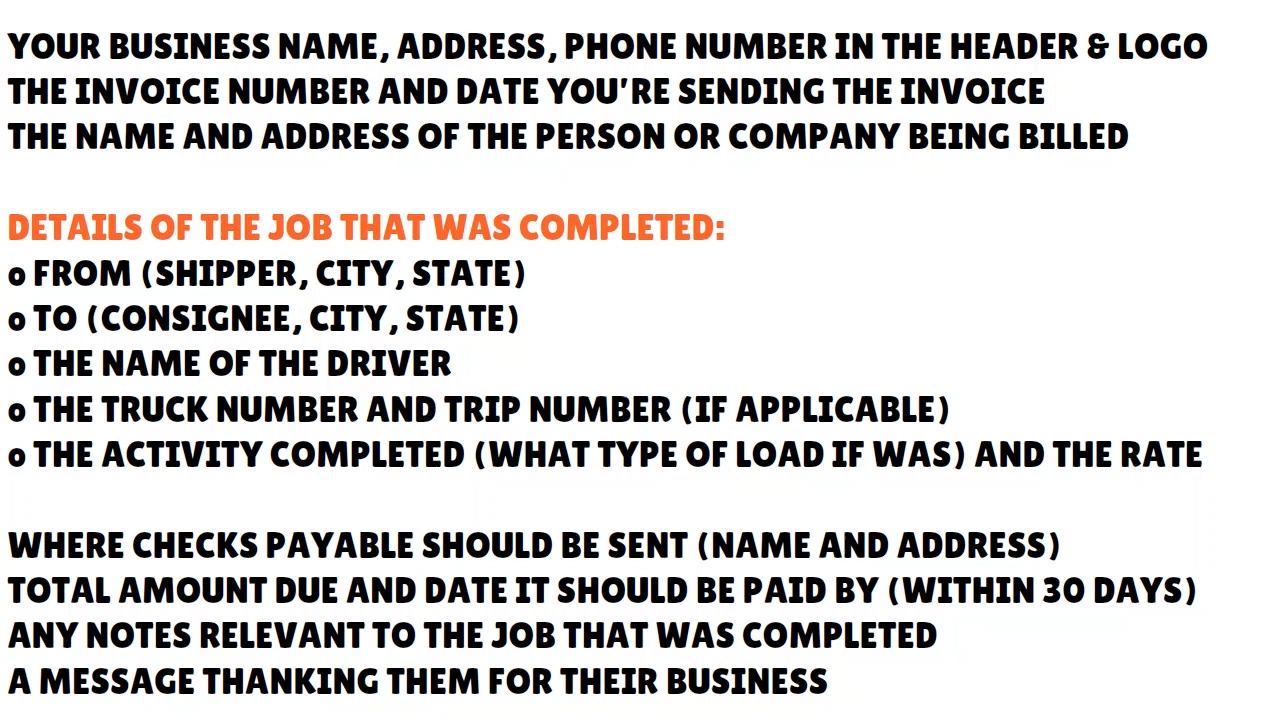 YOUR BUSINESS NAME, ADDRESS, PHONE NUMBER IN THE HEADER & LOGO
THE INVOICE NUMBER AND DATE YOU'RE SENDING THE INVOICE
THE NAME AND ADDRESS OF THE PERSON OR COMPANY BEING BILLED
DETAILS OF THE JOB THAT WAS COMPLETED:
o FROM (SHIPPER, CITY, STATE)
o TO (CONSIGNEE, CITY, STATE)
o THE NAME OF THE DRIVER
o THE TRUCK NUMBER AND TRIP NUMBER (IF APPLICABLE)
o THE ACTIVITY COMPLETED (WHAT TYPE OF LOAD IF WAS) AND THE RATE
WHERE CHECKS PAYABLE SHOULD BE SENT (NAME AND ADDRESS)
TOTAL AMOUNT DUE AND DATE IT SHOULD BE PAID BY (WITHIN 30 DAYS)
ANY NOTES RELEVANT TO THE JOB THAT WAS COMPLETED
A MESSAGE THANKING THEM FOR THEIR BUSINESS